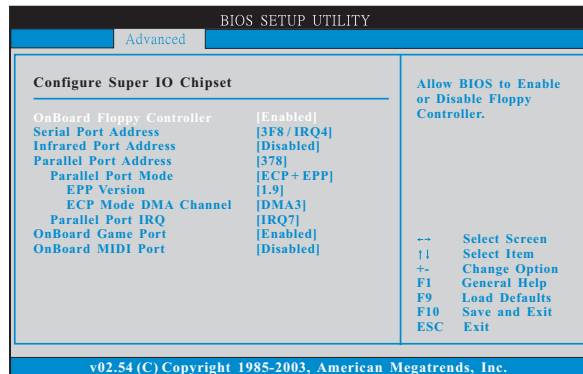 BIOS SETUP UTILITY
Advanced
Configure Super IO Chipset
OnBoard Floppy Controller [Enabled]
Serial Port Address [3F8 / IRQ4]
Infrared Port Address [Disabled]
Parallel Port Address [378]
Parallel Port Mode [ECP + EPP]
EPP Version [1.9]
ECP Mode DMA Channel [DMA3]
Parallel Port IRQ [IRQ7]
OnBoard Game Port [Enabled]
OnBoard MIDI Port [Disabled]
Allow BIOS to Enable
or Disable Floppy
Controller.
←→ Select Screen
↑↓ Select Item
+- Change Option
F1 General Help
F9 Load Defaults
F10 Save and Exit
ESC Exit
v02.54 (C) Copyright 1985-2003, American Megatrends, Inc.